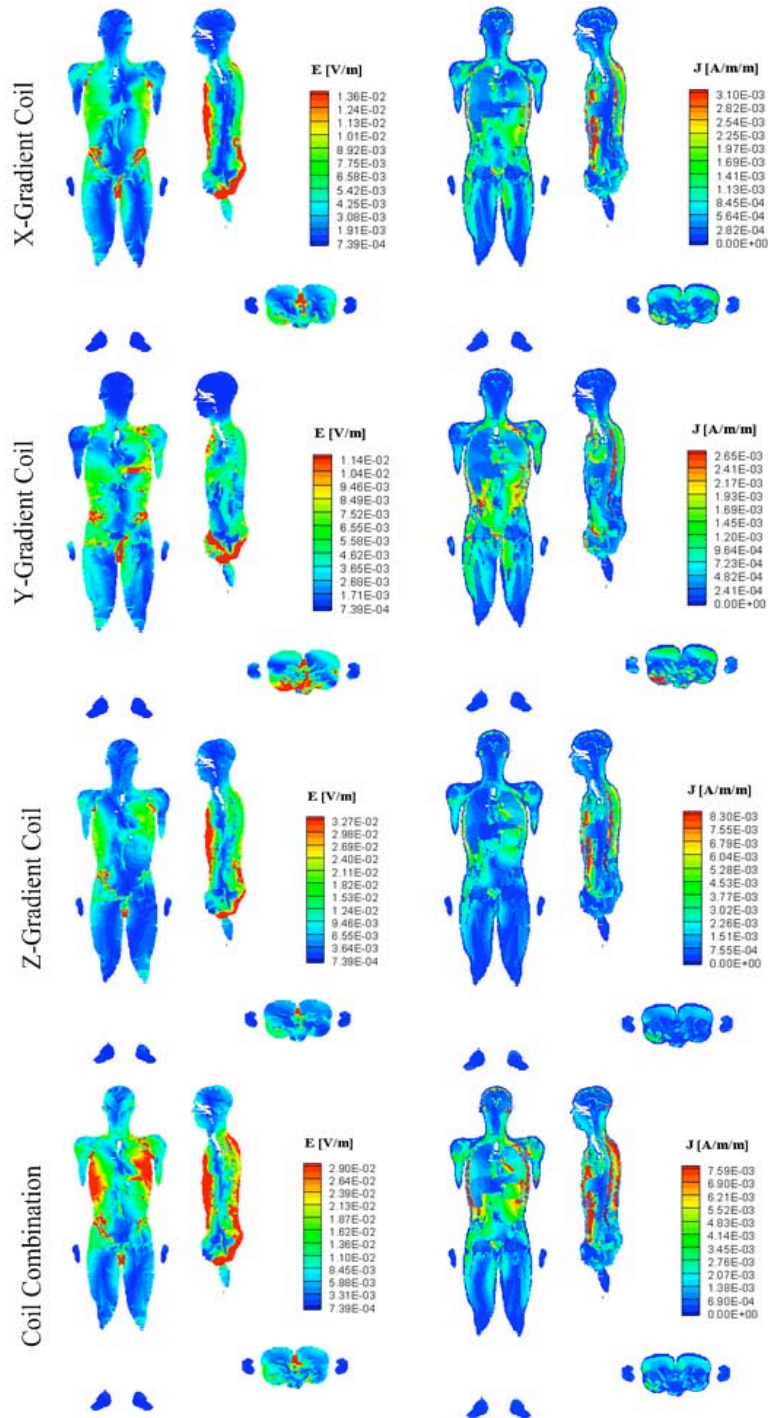 X-Gradient Coil
E [V/m]
1.36E-02
1.24E-02
1.13E-02
1.01E-02
8.92E-03
7.75E-03
6.58E-03
5.42E-03
4.25E-03
3.08E-03
1.91E-03
7.39E-04
J [A/m/m]
3.10E-03
2.82E-03
2.54E-03
2.25E-03
1.97E-03
1.69E-03
1.41E-03
1.13E-03
8.45E-04
5.64E-04
2.82E-04
0.00E+00
Y-Gradient Coil
E [V/m]
1.14E-02
1.04E-02
9.46E-03
8.49E-03
7.52E-03
6.55E-03
5.58E-03
4.62E-03
3.65E-03
2.68E-03
1.71E-03
7.39E-04
J [A/m/m]
2.65E-03
2.41E-03
2.17E-03
1.93E-03
1.69E-03
1.45E-03
1.20E-03
9.64E-04
7.23E-04
4.82E-04
2.41E-04
0.00E+00
Z-Gradient Coil
E [V/m]
3.27E-02
2.98E-02
2.69E-02
2.40E-02
2.11E-02
1.82E-02
1.53E-02
1.24E-02
9.46E-03
6.55E-03
3.64E-03
7.39E-04
J [A/m/m]
8.30E-03
7.55E-03
6.79E-03
6.04E-03
5.28E-03
4.53E-03
3.77E-03
3.02E-03
2.26E-03
1.51E-03
7.55E-04
0.00E+00
Coil Combination
E [V/m]
2.90E-02
2.64E-02
2.39E-02
2.13E-02
1.87E-02
1.62E-02
1.36E-02
1.10E-02
8.45E-03
5.88E-03
3.31E-03
7.39E-04
J [A/m/m]
7.59E-03
6.90E-03
6.21E-03
5.52E-03
4.83E-03
4.14E-03
3.45E-03
2.76E-03
2.07E-03
1.38E-03
6.90E-04
0.00E+00